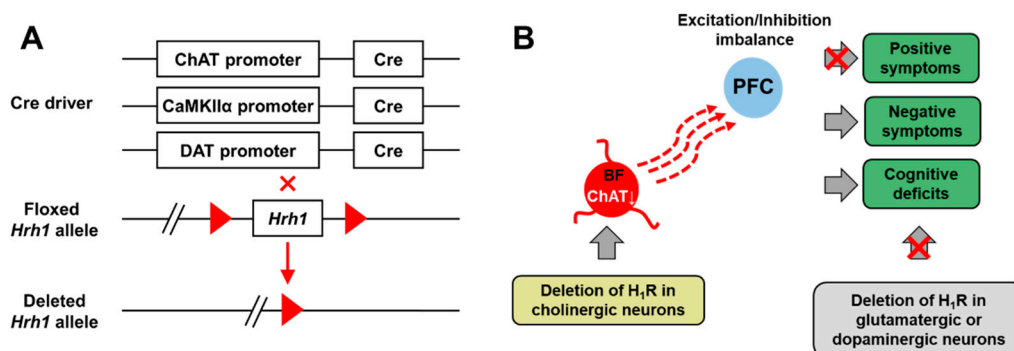 A
Cre driver
ChAT promoter
Cre
CaMKIIα promoter
Cre
DAT promoter
Cre
Floxed
Hrh1 allele
Hrh1
Deleted
Hrh1 allele
B
Excitation/Inhibition
imbalance
PFC
BF
ChAT↓
Deletion of H₁R in
cholinergic neurons
Positive
symptoms
Negative
symptoms
Cognitive
deficits
Deletion of H₁R in
glutamatergic or
dopaminergic neurons